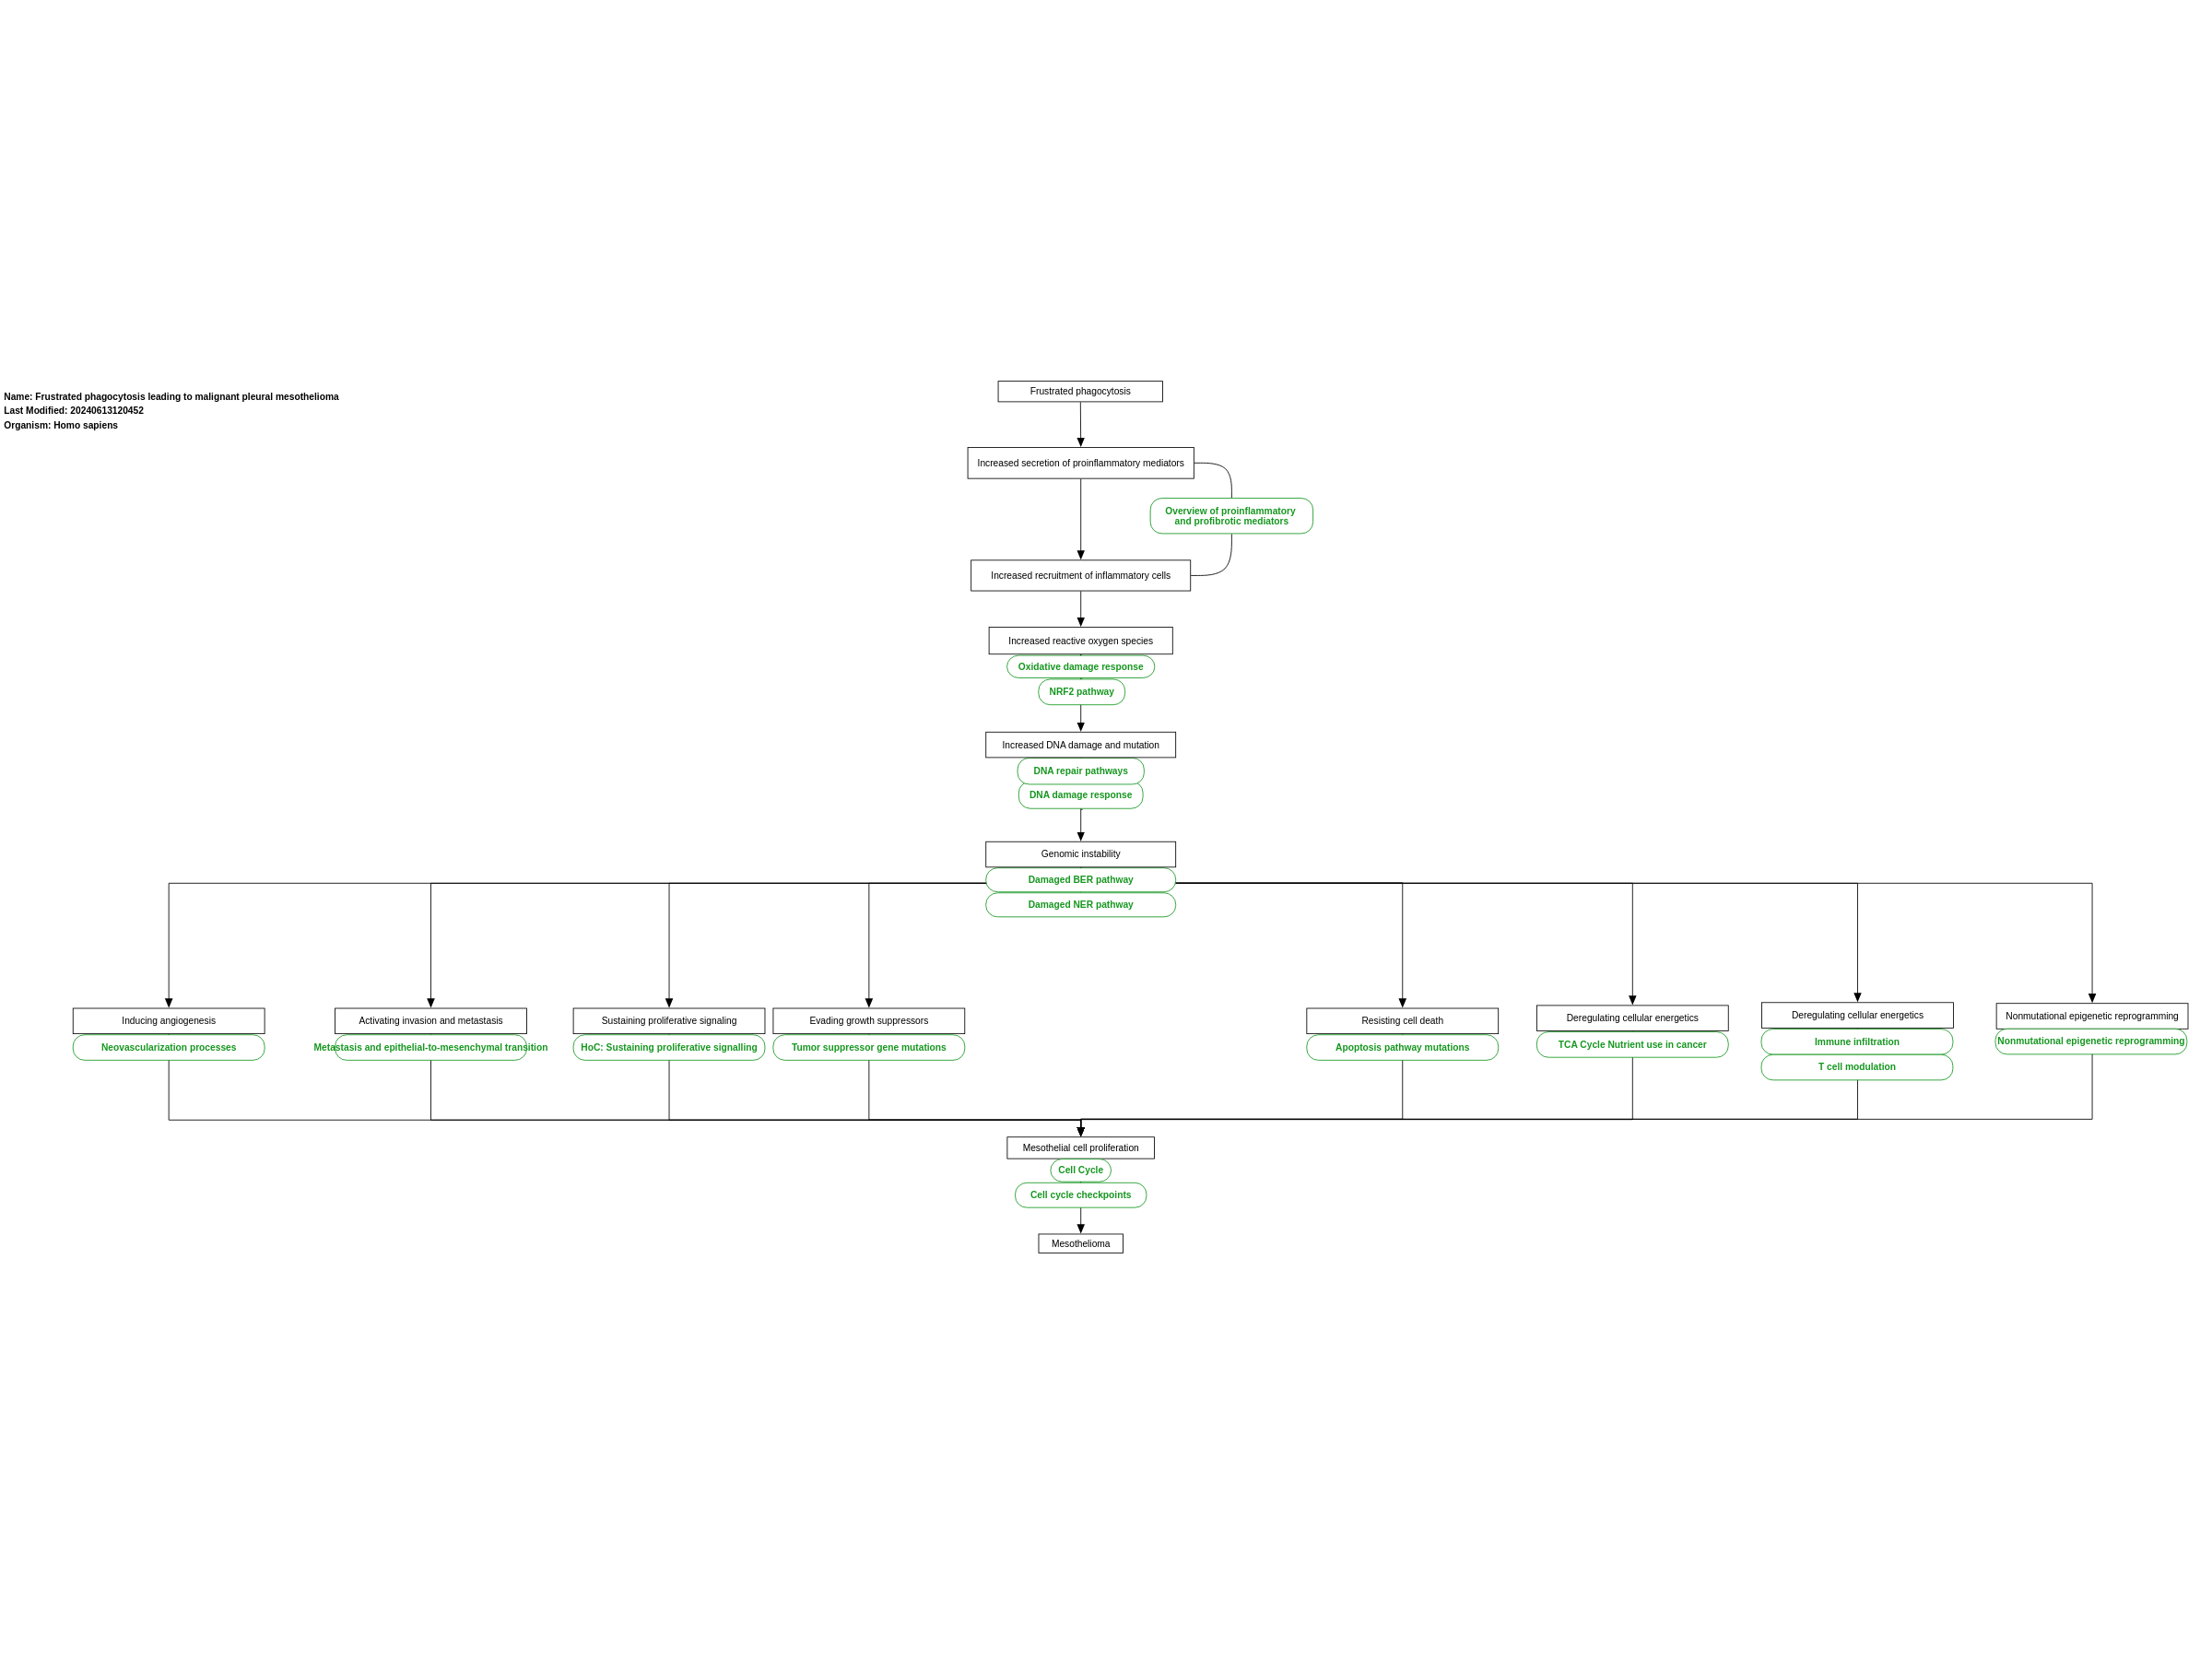 Name: Frustrated phagocytosis leading to malignant pleural mesothelioma
Last Modified: 20240613120452
Organism: Homo sapiens
Frustrated phagocytosis
Increased secretion of proinflammatory mediators
Overview of proinflammatory
and profibrotic mediators
Increased recruitment of inflammatory cells
Increased reactive oxygen species
Oxidative damage response
NRF2 pathway
Increased DNA damage and mutation
DNA repair pathways
DNA damage response
Genomic instability
Damaged BER pathway
Damaged NER pathway
Inducing angiogenesis
Neovascularization processes
Activating invasion and metastasis
Metastasis and epithelial-to-mesenchymal transition
Sustaining proliferative signaling
HoC: Sustaining proliferative signalling
Evading growth suppressors
Tumor suppressor gene mutations
Resisting cell death
Apoptosis pathway mutations
Deregulating cellular energetics
TCA Cycle Nutrient use in cancer
Deregulating cellular energetics
Immune infiltration
T cell modulation
Nonmutational epigenetic reprogramming
Nonmutational epigenetic reprogramming
Mesothelial cell proliferation
Cell Cycle
Cell cycle checkpoints
Mesothelioma